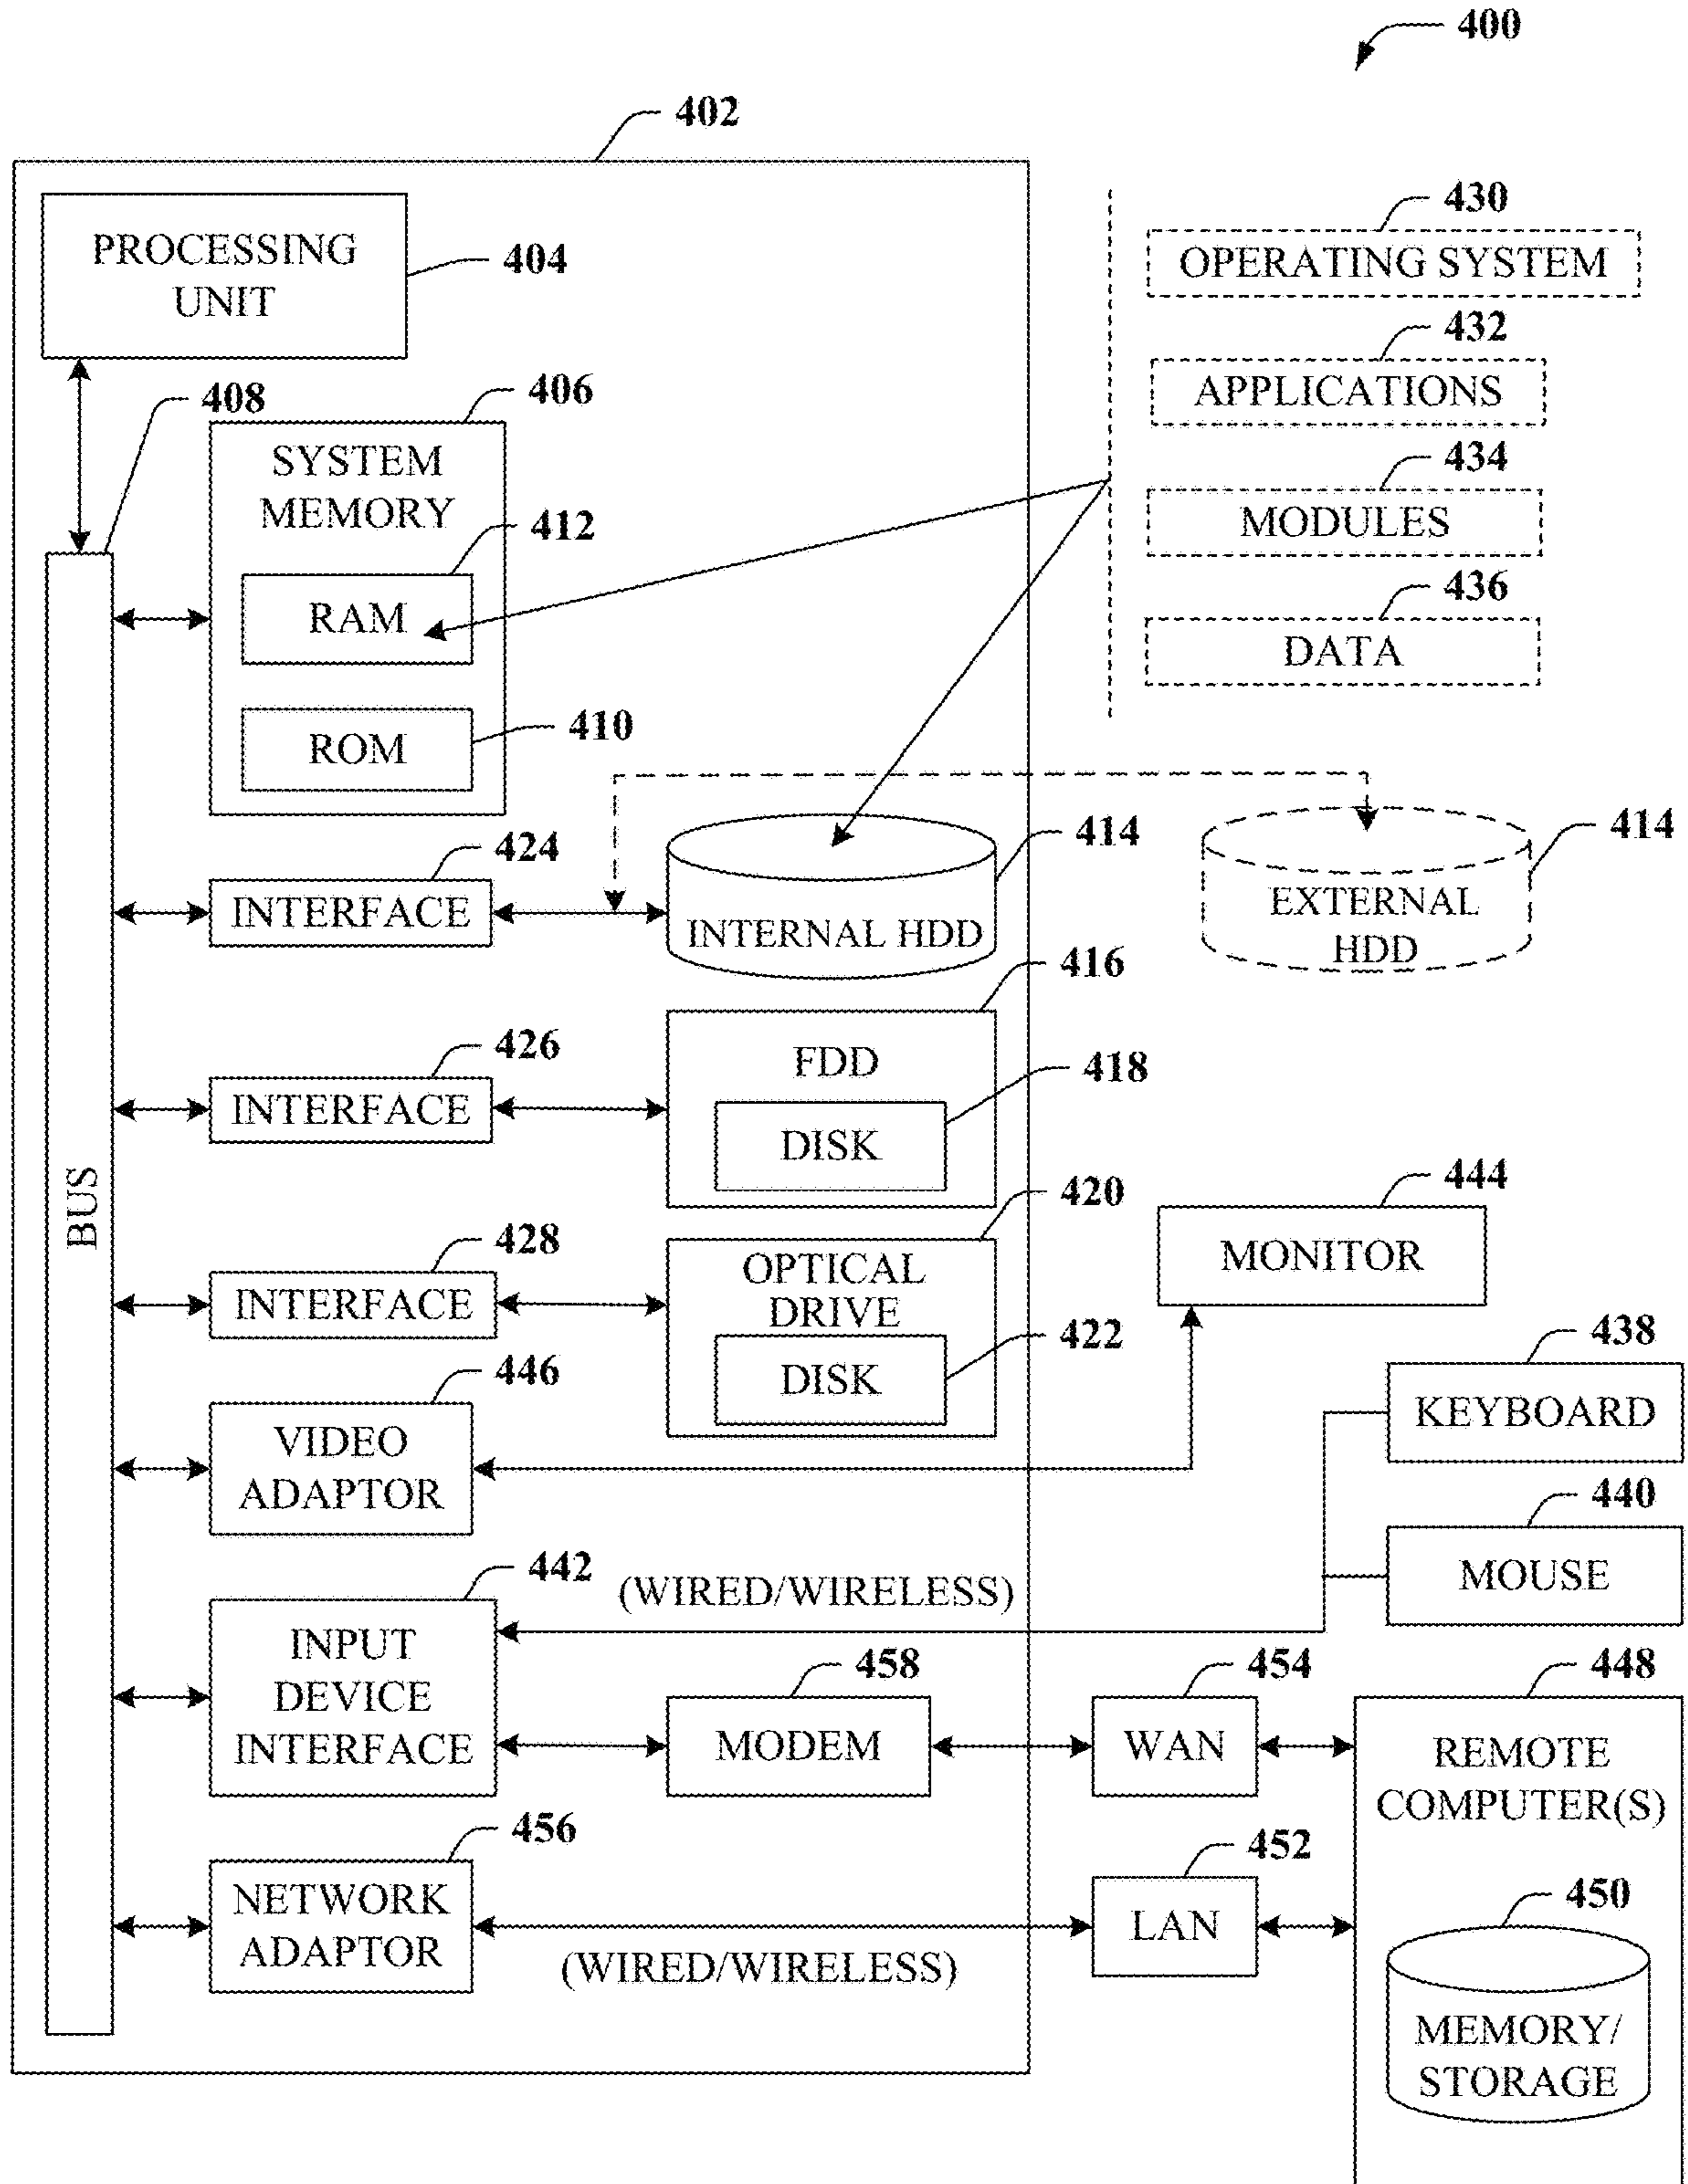 400
402
PROCESSING
UNIT
404
430
OPERATING SYSTEM
432
APPLICATIONS
434
MODULES
436
DATA
408
406
SYSTEM
MEMORY
412
RAM
410
ROM
424
INTERFACE
414
INTERNAL HDD
414
EXTERNAL
HDD
426
INTERFACE
416
FDD
418
DISK
BUS
428
INTERFACE
420
OPTICAL
DRIVE
422
DISK
444
MONITOR
446
VIDEO
ADAPTOR
438
KEYBOARD
440
MOUSE
442
INPUT
DEVICE
INTERFACE
(WIRED/WIRELESS)
458
MODEM
454
WAN
448
REMOTE
COMPUTER(S)
456
NETWORK
ADAPTOR
(WIRED/WIRELESS)
452
LAN
450
MEMORY/
STORAGE